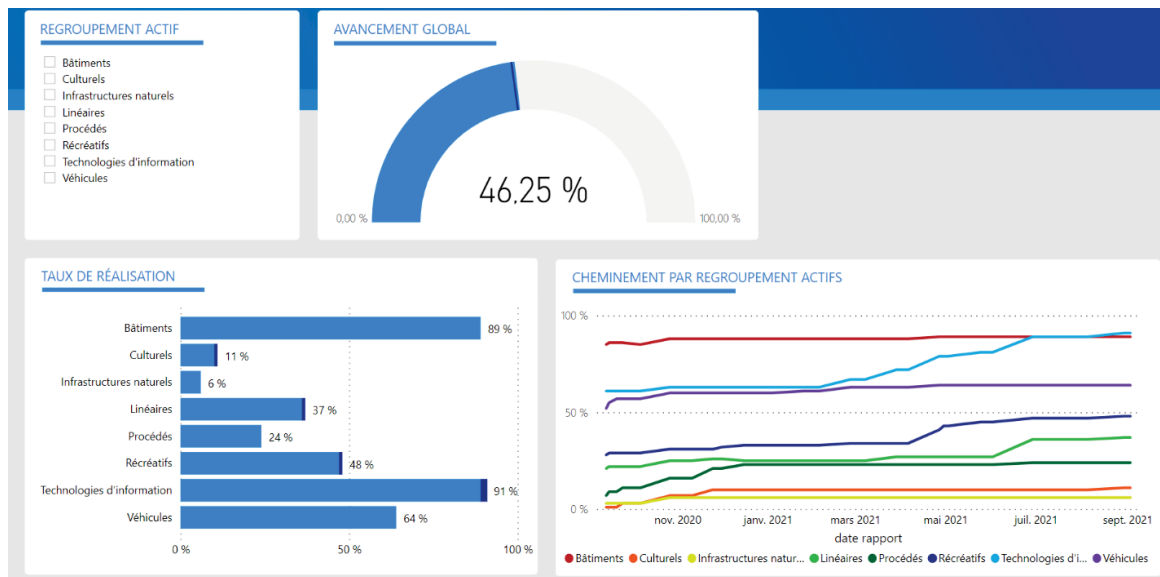 REGROUPEMENT ACTIF
Bâtiments
Culturels
Infrastructures naturels
Linéaires
Procédés
Récréatifs
Technologies d'information
Véhicules
AVANCEMENT GLOBAL
46,25 %
0,00 %
100,00 %
TAUX DE RÉALISATION
Bâtiments 89 %
Culturels 11 %
Infrastructures naturels 6 %
Linéaires 37 %
Procédés 24 %
Récréatifs 48 %
Technologies d'information 91 %
Véhicules 64 %
0 % 50 % 100 %
CHEMINEMENT PAR REGROUPEMENT ACTIFS
100 %
50 %
0 %
nov. 2020 janv. 2021 mars 2021 mai 2021 juil. 2021 sept. 2021
date rapport
Bâtiments Culturels Infrastructures natur... Linéaires Procédés Récréatifs Technologies d'i... Véhicules